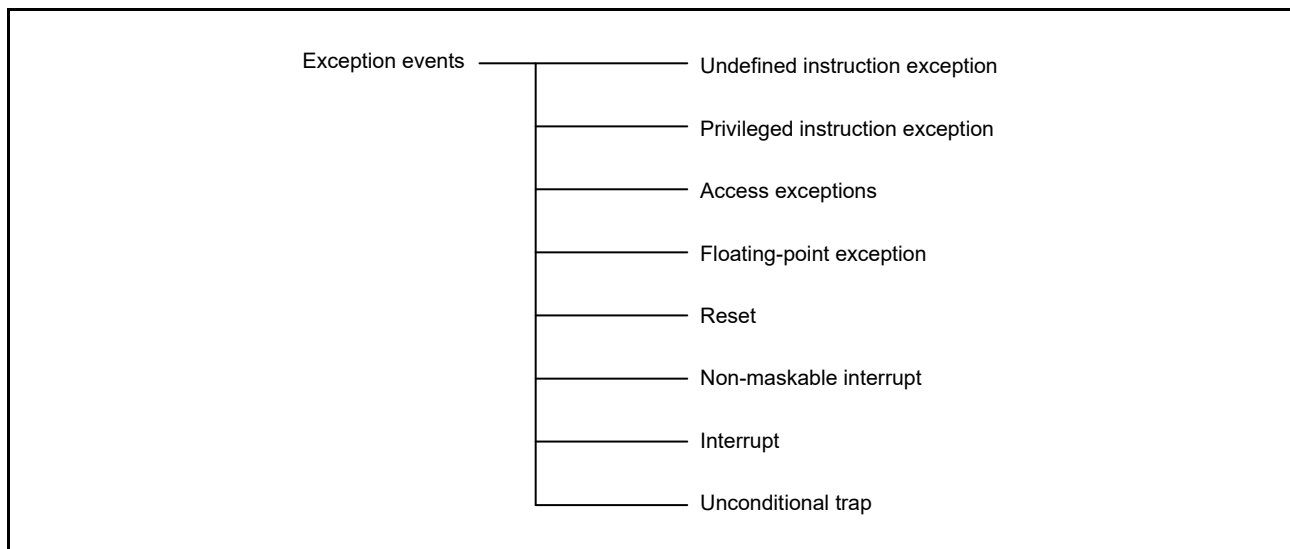 Exception events
Undefined instruction exception
Privileged instruction exception
Access exceptions
Floating-point exception
Reset
Non-maskable interrupt
Interrupt
Unconditional trap